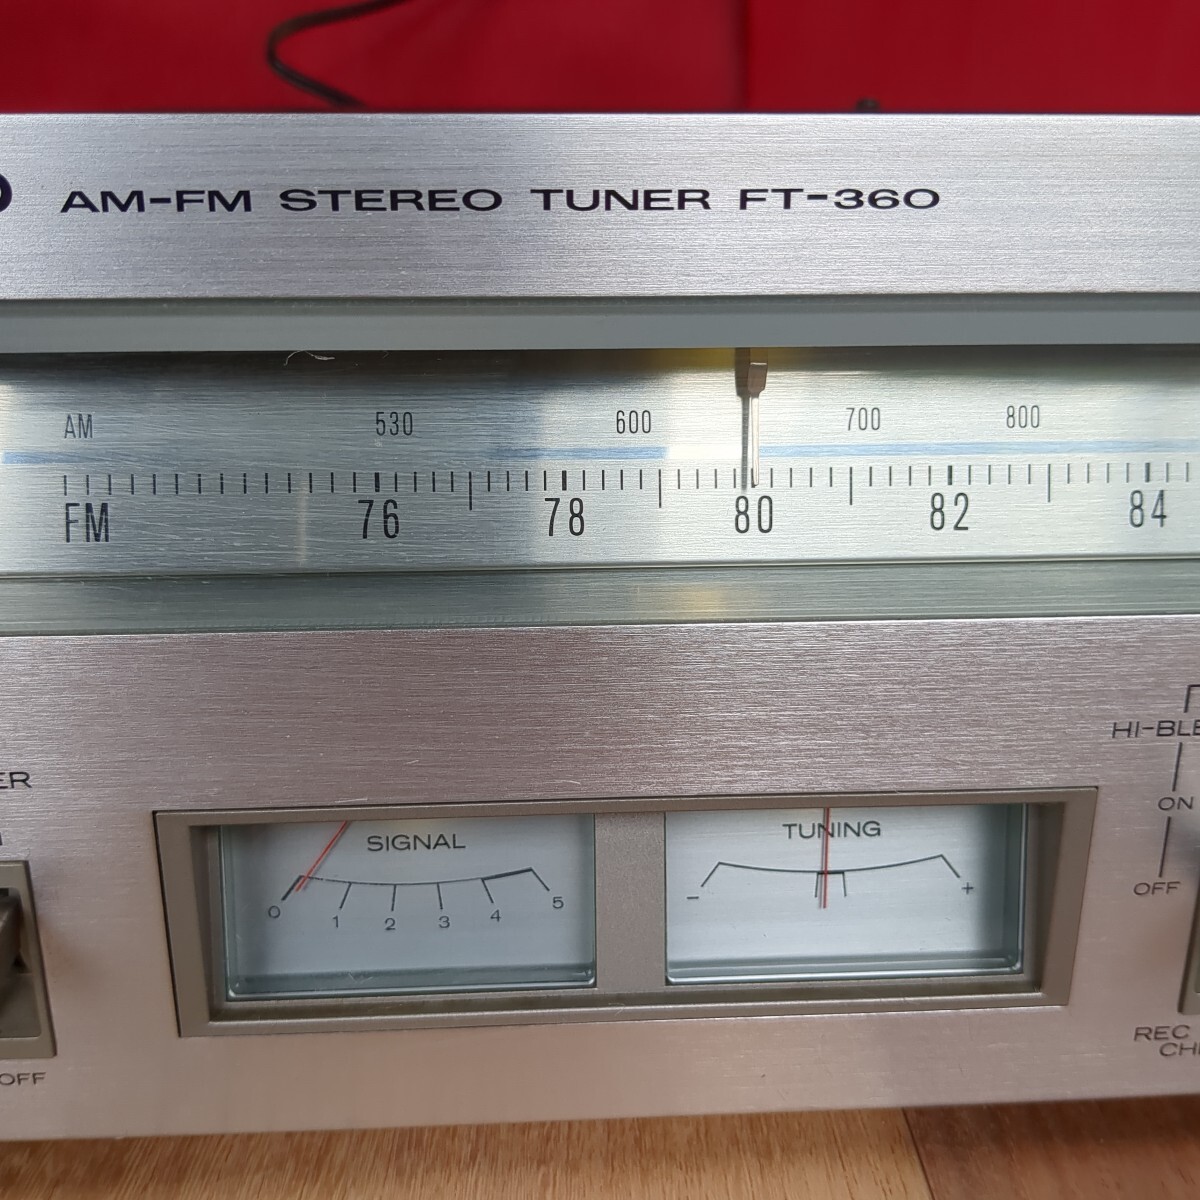 AM-FM STEREO TUNER FT-360
AM 530 600 700 800
FM 76 78 80 82 84
HI-BLE
ON
OFF
ER
SIGNAL
0 1 2 3 4 5
TUNING
- +
OFF
REC
CH